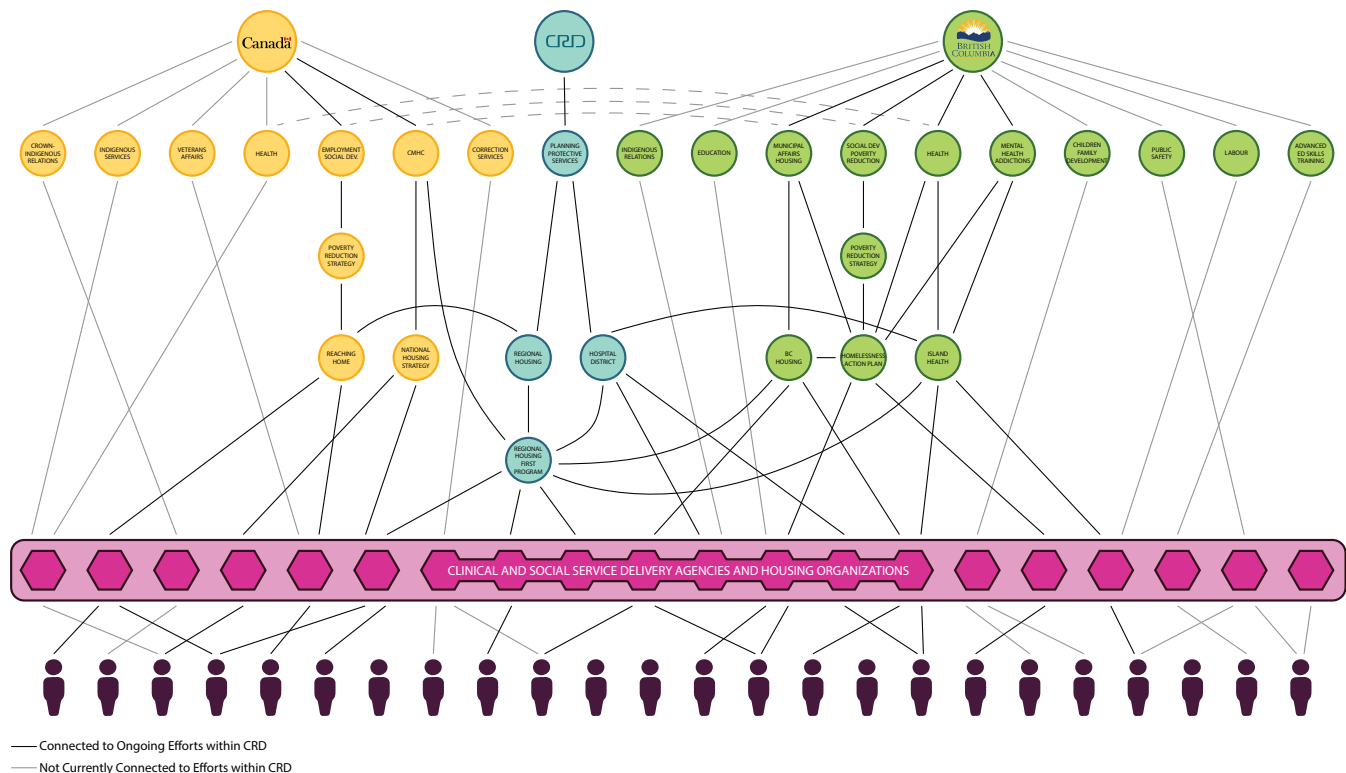 Canada
CRD
BRITISH
COLUMBIA
CROWN-
INDIGENOUS
RELATIONS
INDIGENOUS
SERVICES
VETERANS
AFFAIRS
HEALTH
EMPLOYMENT
SOCIAL DEV.
CMHC
CORRECTION
SERVICES
PLANNING
PROTECTIVE
SERVICES
INDIGENOUS
RELATIONS
EDUCATION
MUNICIPAL
AFFAIRS
HOUSING
SOCIAL DEV
POVERTY
REDUCTION
HEALTH
MENTAL
HEALTH
ADDICTIONS
CHILDREN
FAMILY
DEVELOPMENT
PUBLIC
SAFETY
LABOUR
ADVANCED
ED SKILLS
TRAINING
POVERTY
REDUCTION
STRATEGY
POVERTY
REDUCTION
STRATEGY
REACHING
HOME
NATIONAL
HOUSING
STRATEGY
REGIONAL
HOUSING
HOSPITAL
DISTRICT
BC
HOUSING
HOMELESSNESS
ACTION PLAN
ISLAND
HEALTH
REGIONAL
HOUSING
FIRST
PROGRAM
CLINICAL AND SOCIAL SERVICE DELIVERY AGENCIES AND HOUSING ORGANIZATIONS
Connected to Ongoing Efforts within CRD
Not Currently Connected to Efforts within CRD